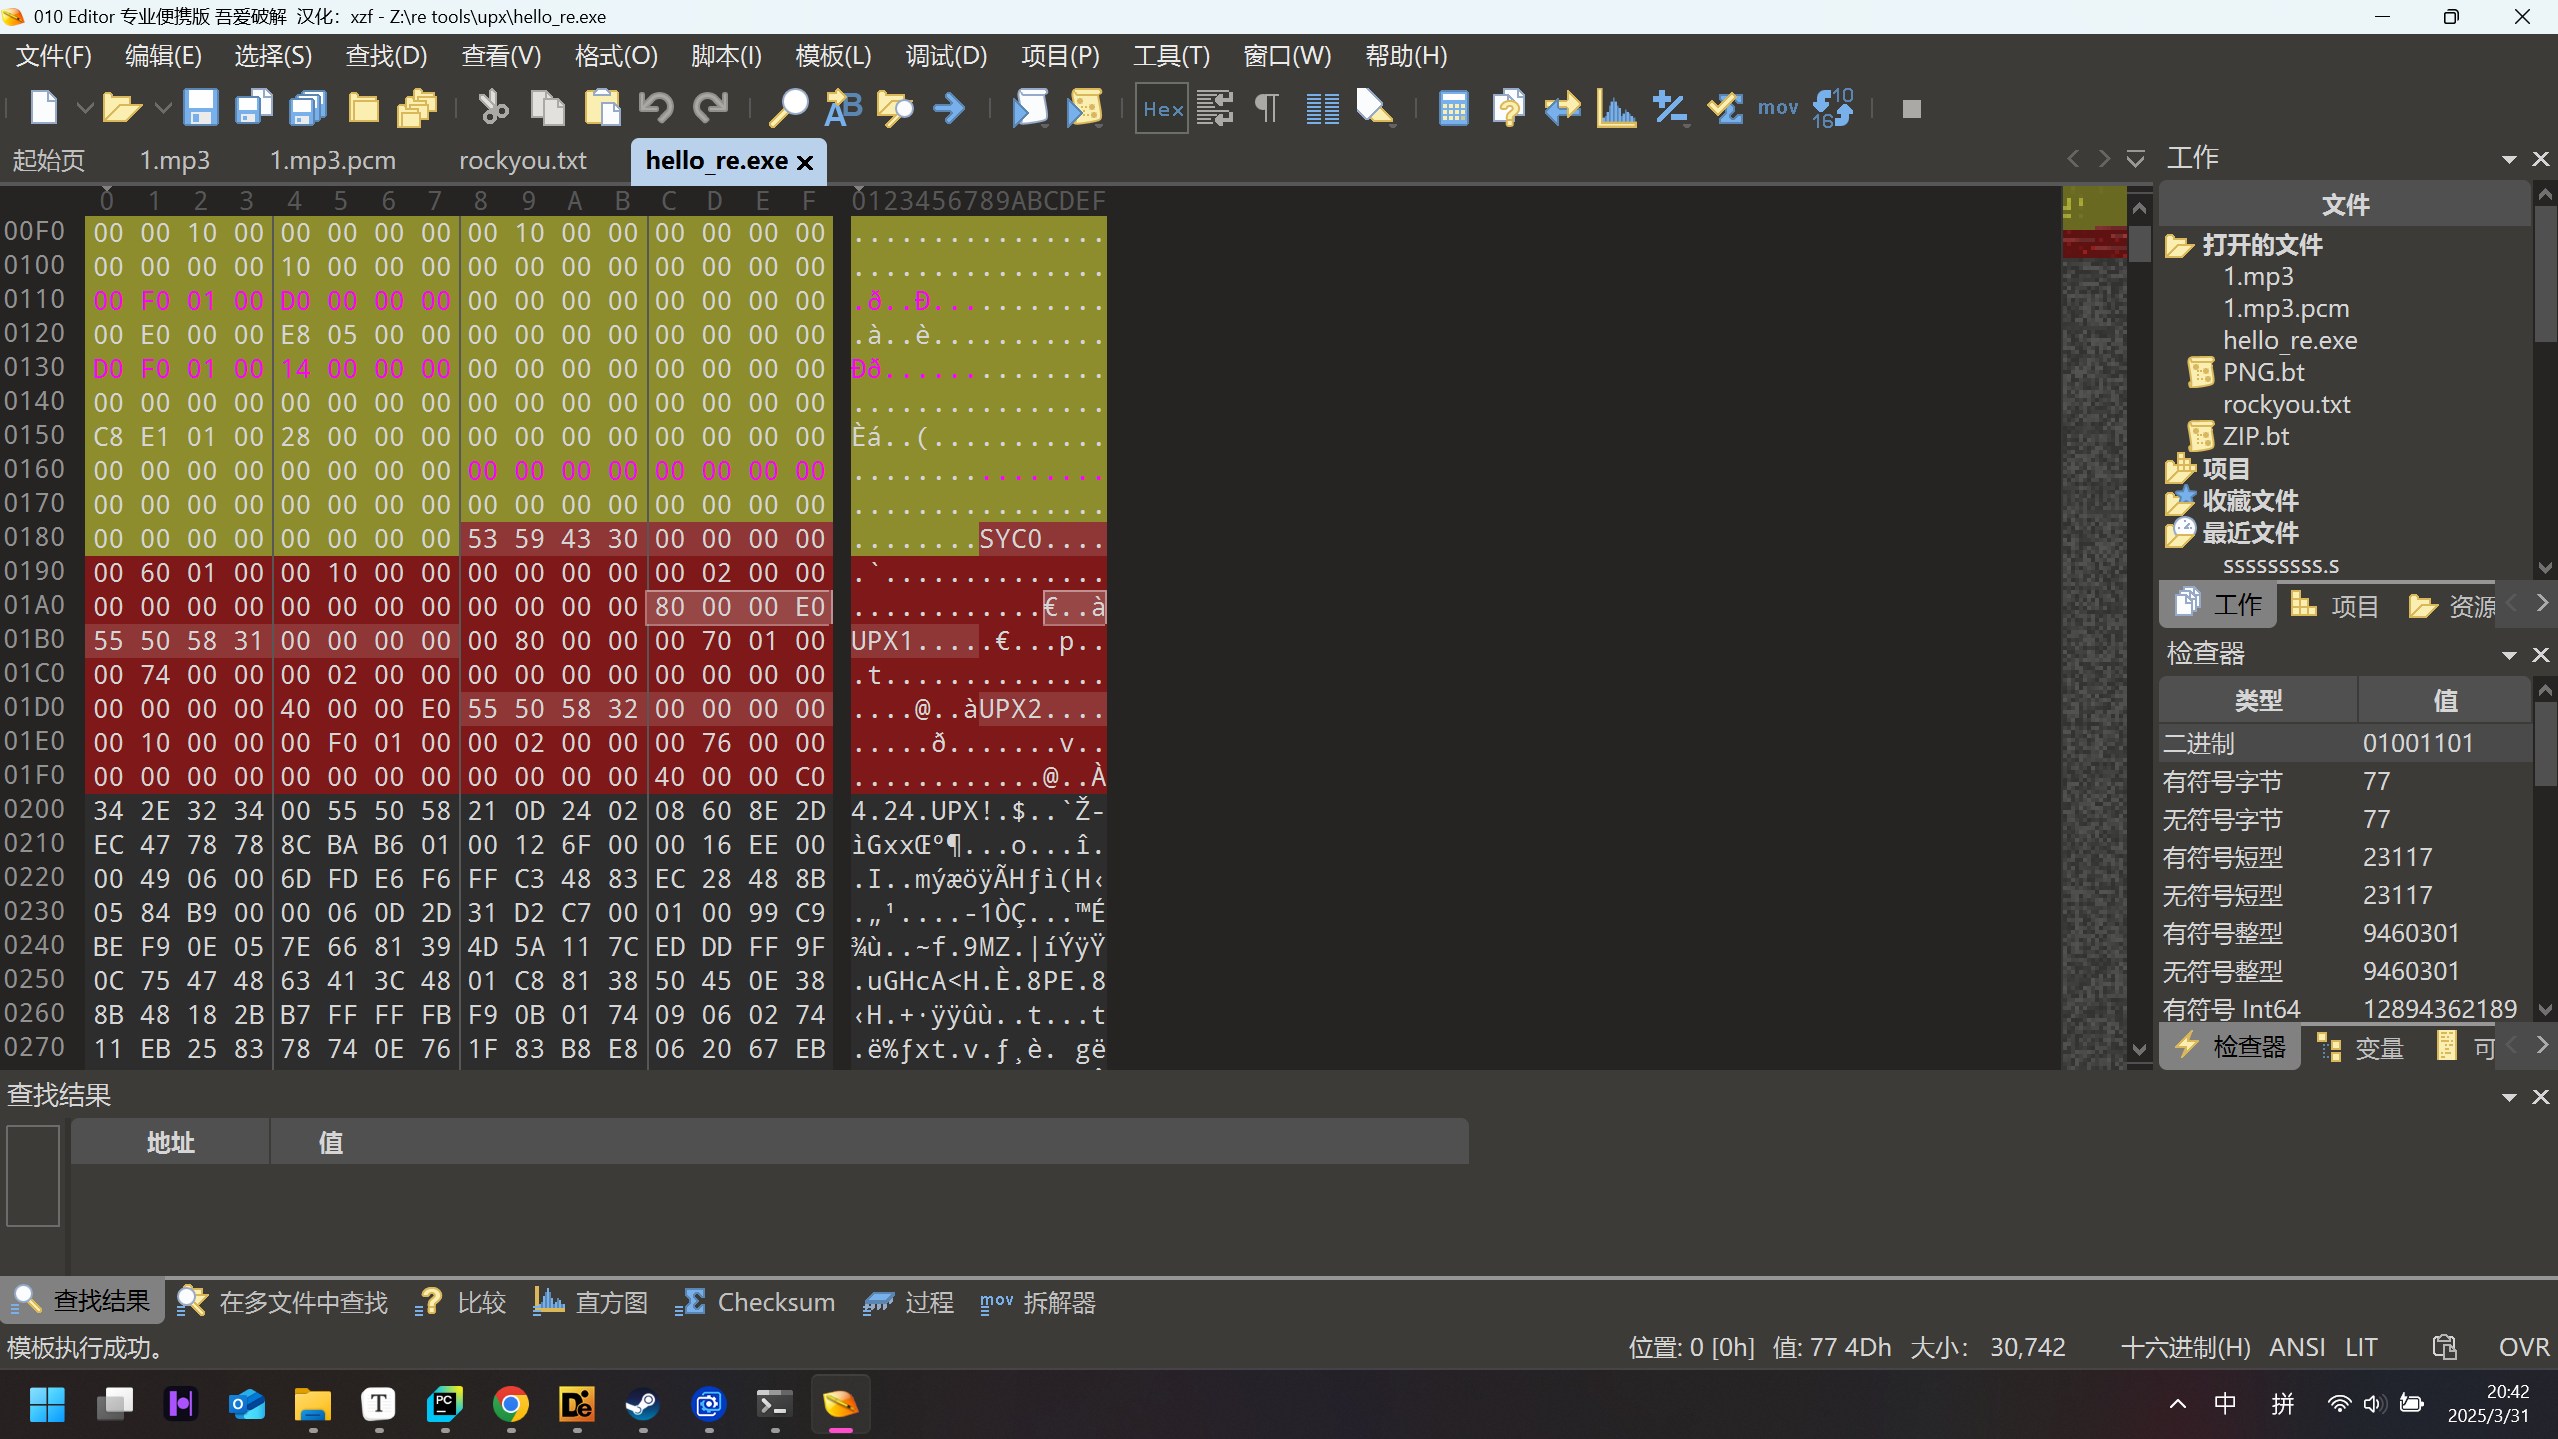 010 Editor 专业便携版 吾爱破解  汉化：xzf - Z:\re tools\upx\hello_re.exe
文件(F) 编辑(E) 选择(S) 查找(D) 查看(V) 格式(O) 脚本(I) 模板(L) 调试(D) 项目(P) 工具(T) 窗口(W) 帮助(H)
Hex mov 10 16
起始页 1.mp3 1.mp3.pcm rockyou.txt hello_re.exe
0 1 2 3 4 5 6 7 8 9 A B C D E F 0123456789ABCDEF
00F0 00 00 10 00 00 00 00 00 00 10 00 00 00 00 00 00 ................
0100 00 00 00 00 10 00 00 00 00 00 00 00 00 00 00 00 ................
0110 00 F0 01 00 D0 00 00 00 00 00 00 00 00 00 00 00 .ð..Ð...........
0120 00 E0 00 00 E8 05 00 00 00 00 00 00 00 00 00 00 .à..è...........
0130 D0 F0 01 00 14 00 00 00 00 00 00 00 00 00 00 00 Ðð..............
0140 00 00 00 00 00 00 00 00 00 00 00 00 00 00 00 00 ................
0150 C8 E1 01 00 28 00 00 00 00 00 00 00 00 00 00 00 Èá..(...........
0160 00 00 00 00 00 00 00 00 00 00 00 00 00 00 00 00 ................
0170 00 00 00 00 00 00 00 00 00 00 00 00 00 00 00 00 ................
0180 00 00 00 00 00 00 00 00 53 59 43 30 00 00 00 00 ........SYC0....
0190 00 60 01 00 00 10 00 00 00 00 00 00 00 02 00 00 .`..............
01A0 00 00 00 00 00 00 00 00 00 00 00 00 80 00 00 E0 ............€..à
01B0 55 50 58 31 00 00 00 00 00 80 00 00 00 70 01 00 UPX1.....€...p..
01C0 00 74 00 00 00 02 00 00 00 00 00 00 00 00 00 00 .t..............
01D0 00 00 00 00 40 00 00 E0 55 50 58 32 00 00 00 00 ....@..àUPX2....
01E0 00 10 00 00 00 F0 01 00 00 02 00 00 00 76 00 00 .....ð.......v..
01F0 00 00 00 00 00 00 00 00 00 00 00 00 40 00 00 C0 ............@..À
0200 34 2E 32 34 00 55 50 58 21 0D 24 02 08 60 8E 2D 4.24.UPX!.$..`Ž-
0210 EC 47 78 78 8C BA B6 01 00 12 6F 00 00 16 EE 00 ìGxxŒº¶...o...î.
0220 00 49 06 00 6D FD E6 F6 FF C3 48 83 EC 28 48 8B .I..mýæöÿÃHƒì(H‹
0230 05 84 B9 00 00 06 0D 2D 31 D2 C7 00 01 00 99 C9 .„¹....-1ÒÇ...™É
0240 BE F9 0E 05 7E 66 81 39 4D 5A 11 7C ED DD FF 9F ¾ù..~f.9MZ.|íÝÿŸ
0250 0C 75 47 48 63 41 3C 48 01 C8 81 38 50 45 0E 38 .uGHcA<H.È.8PE.8
0260 8B 48 18 2B B7 FF FF FB F9 0B 01 74 09 06 02 74 ‹H.+·ÿÿûù..t...t
0270 11 EB 25 83 78 74 0E 76 1F 83 B8 E8 06 20 67 EB .ë%ƒxt.v.ƒ¸è. gë
工作
文件
打开的文件
1.mp3
1.mp3.pcm
hello_re.exe
PNG.bt
rockyou.txt
ZIP.bt
项目
收藏文件
最近文件
sssssssss.s
工作 项目 资源
检查器
类型 值
二进制 01001101
有符号字节 77
无符号字节 77
有符号短型 23117
无符号短型 23117
有符号整型 9460301
无符号整型 9460301
有符号 Int64 12894362189
检查器 变量 可
查找结果
地址 值
查找结果 在多文件中查找 比较 直方图 Checksum 过程 mov 拆解器
模板执行成功。 位置: 0 [0h] 值: 77 4Dh 大小： 30,742 十六进制(H) ANSI LIT OVR
中 拼 20:42
2025/3/31